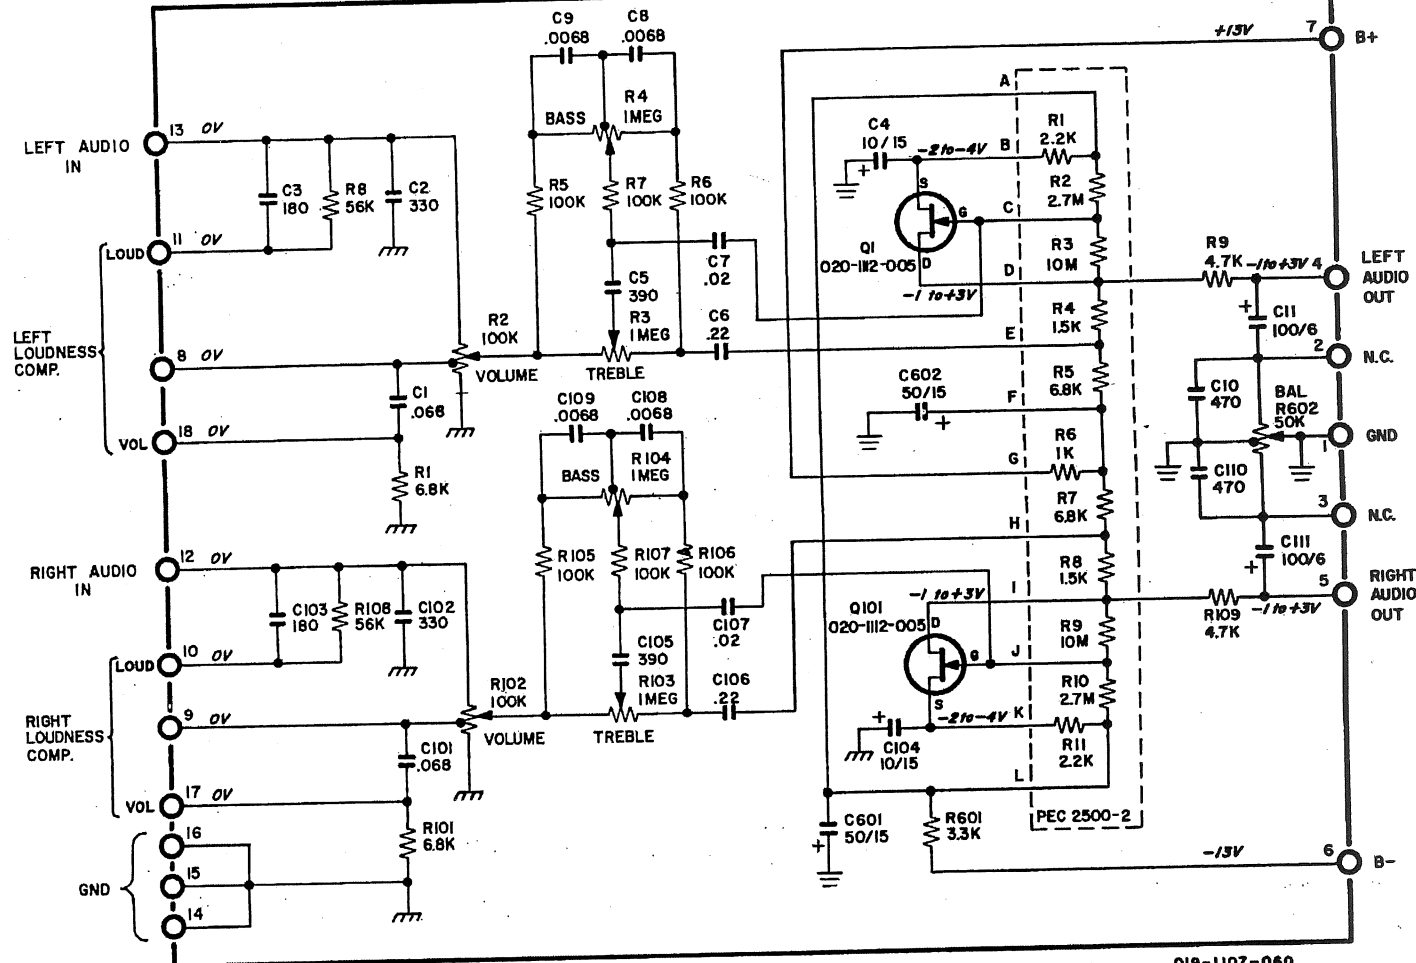 C9 .0068
C8 .0068
+13V
7
B+
A
BASS
R4 1MEG
C4 10/15
-2 to -4V
B
R1 2.2K
13
0V
LEFT AUDIO IN
C3 180
R8 56K
C2 330
R5 100K
R7 100K
R6 100K
S
G
C
R2 2.7M
Q1
020-1112-005
D
D
R3 10M
-1 to +3V
R9 4.7K
-1 to +3V
4
LEFT AUDIO OUT
LOUD
11
0V
C7 .02
C5 390
R4 1.5K
C11 100/6
LEFT LOUDNESS COMP.
8
0V
R2 100K
VOLUME
R3 1MEG
TREBLE
C6 .22
E
2
N.C.
R5 6.8K
C1 .068
C109 .0068
C108 .0068
C602 50/15
F
C10 470
BAL R602 50K
VOL
18
0V
BASS
R104 1MEG
G
R6 1K
1
GND
R1 6.8K
C110 470
R7 6.8K
H
3
N.C.
RIGHT AUDIO IN
12
0V
R105 100K
R107 100K
R106 100K
R8 1.5K
C111 100/6
C103 180
R108 56K
C102 330
-1 to +3V
I
Q101
020-1112-005
D
C107 .02
R109 4.7K
-1 to +3V
5
RIGHT AUDIO OUT
R9 10M
LOUD
10
0V
C105 390
G
J
R10 2.7M
RIGHT LOUDNESS COMP.
9
0V
R102 100K
VOLUME
R103 1MEG
TREBLE
C106 .22
S
-2 to -4V
K
C104 10/15
R11 2.2K
C101 .068
L
VOL
17
0V
R101 6.8K
C601 50/15
R601 3.3K
PEC 2500-2
-13V
6
B-
GND
16
15
14
019-1107-060